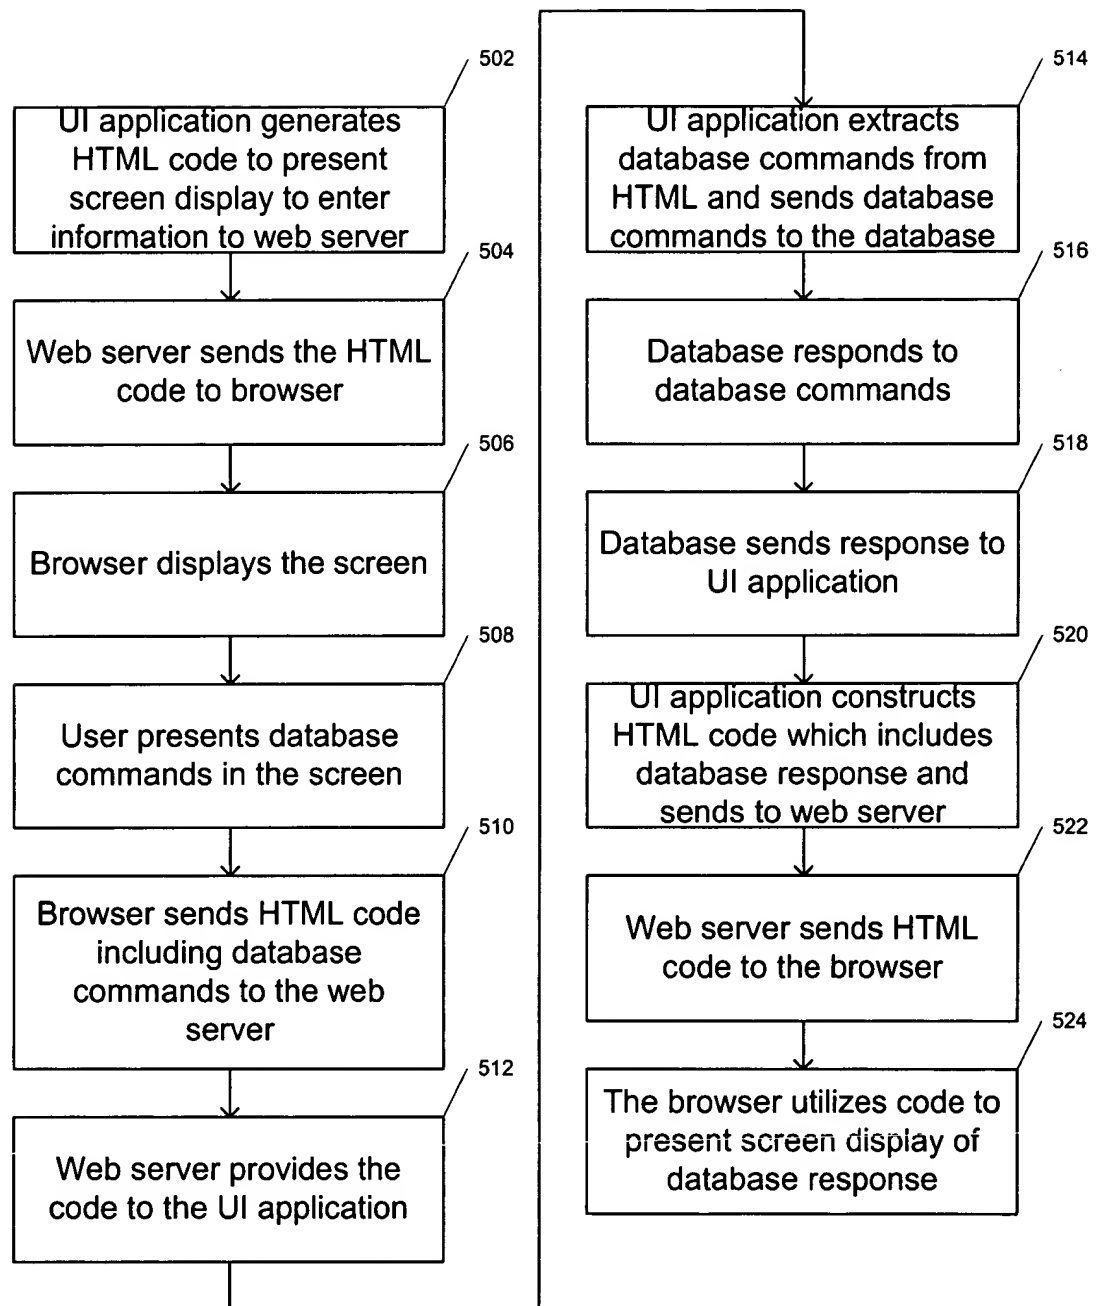 502
UI application generates
HTML code to present
screen display to enter
information to web server
504
Web server sends the HTML
code to browser
506
Browser displays the screen
508
User presents database
commands in the screen
510
Browser sends HTML code
including database
commands to the web
server
512
Web server provides the
code to the UI application
514
UI application extracts
database commands from
HTML and sends database
commands to the database
516
Database responds to
database commands
518
Database sends response to
UI application
520
UI application constructs
HTML code which includes
database response and
sends to web server
522
Web server sends HTML
code to the browser
524
The browser utilizes code to
present screen display of
database response